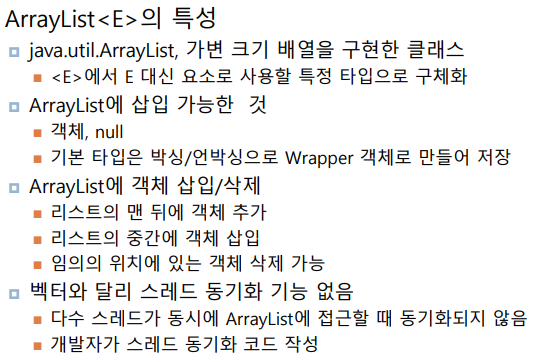 ArrayList<E>의 특성
java.util.ArrayList, 가변 크기 배열을 구현한 클래스
<E>에서 E 대신 요소로 사용할 특정 타입으로 구체화
ArrayList에 삽입 가능한 것
객체, null
기본 타입은 박싱/언박싱으로 Wrapper 객체로 만들어 저장
ArrayList에 객체 삽입/삭제
리스트의 맨 뒤에 객체 추가
리스트의 중간에 객체 삽입
임의의 위치에 있는 객체 삭제 가능
벡터와 달리 스레드 동기화 기능 없음
다수 스레드가 동시에 ArrayList에 접근할 때 동기화되지 않음
개발자가 스레드 동기화 코드 작성